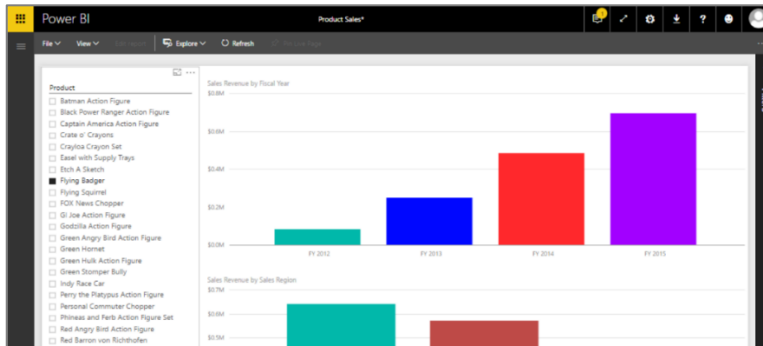 Power BI
Product Sales*
File
View
Explore
Refresh
Product
Batman Action Figure
Black Power Ranger Action Figure
Captain America Action Figure
Crate o' Crayons
Crayloa Crayon Set
Easel with Supply Trays
Etch A Sketch
Flying Badger
Flying Squirrel
FOX News Chopper
GI Joe Action Figure
Godzilla Action Figure
Green Angry Bird Action Figure
Green Hornet
Green Hulk Action Figure
Green Stomper Bully
Indy Race Car
Perry the Platypus Action Figure
Personal Commuter Chopper
Phineas and Ferb Action Figure Set
Red Angry Bird Action Figure
Red Barron von Richthofen
Sales Revenue by Fiscal Year
$0.8M
$0.6M
$0.4M
$0.2M
$0.0M
FY 2012
FY 2013
FY 2014
FY 2015
Sales Revenue by Sales Region
$0.7M
$0.6M
$0.5M